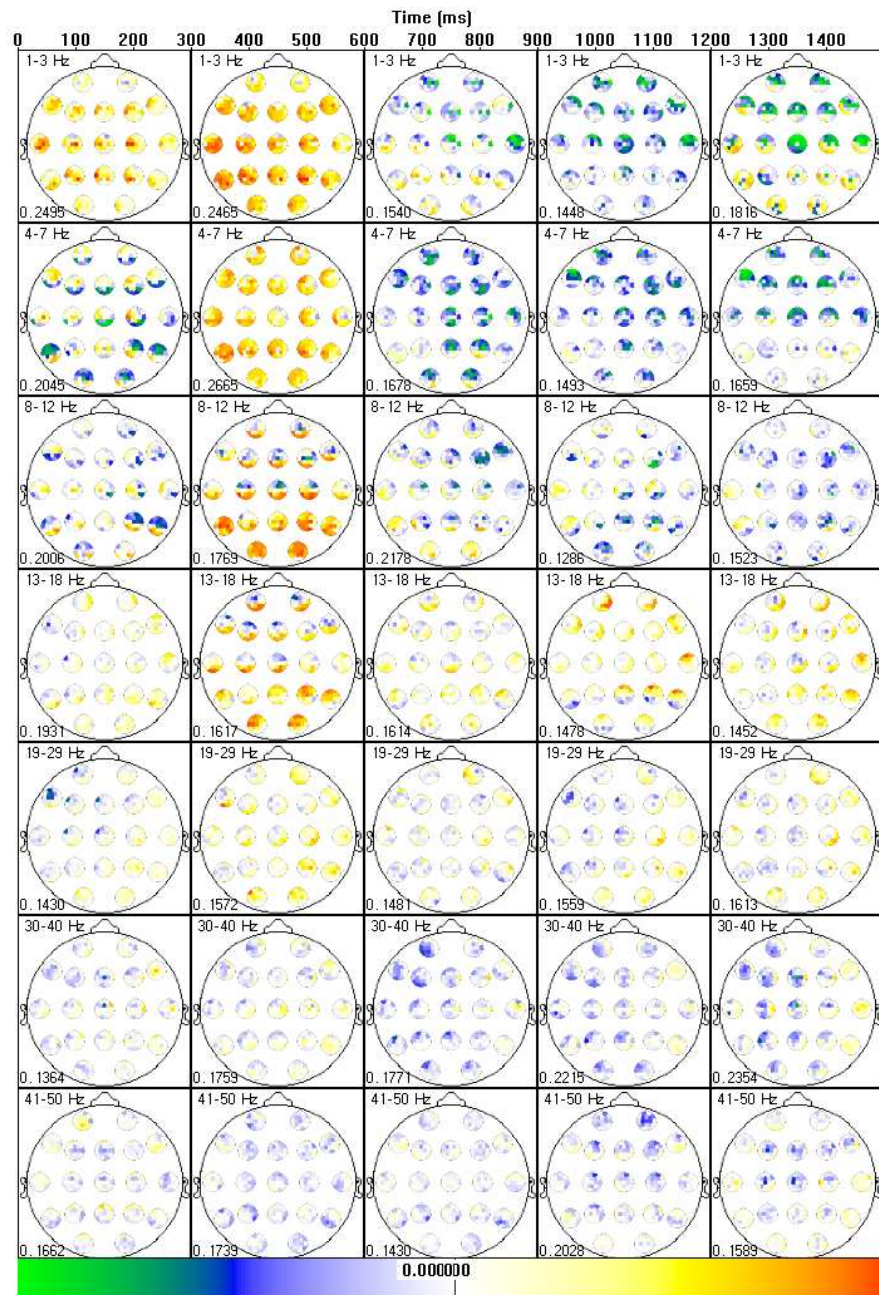 Time (ms)
0 100 200 300 400 500 600 700 800 900 1000 1100 1200 1300 1400
1-3 Hz 1-3 Hz 1-3 Hz 1-3 Hz 1-3 Hz
0.2495 0.2465 0.1540 0.1448 0.1816
4-7 Hz 4-7 Hz 4-7 Hz 4-7 Hz 4-7 Hz
0.2045 0.2665 0.1678 0.1493 0.1659
8-12 Hz 8-12 Hz 8-12 Hz 8-12 Hz 8-12 Hz
0.2006 0.1769 0.2178 0.1286 0.1523
13-18 Hz 13-18 Hz 13-18 Hz 13-18 Hz 13-18 Hz
0.1931 0.1617 0.1614 0.1478 0.1452
19-29 Hz 19-29 Hz 19-29 Hz 19-29 Hz 19-29 Hz
0.1430 0.1572 0.1481 0.1559 0.1613
30-40 Hz 30-40 Hz 30-40 Hz 30-40 Hz 30-40 Hz
0.1364 0.1759 0.1771 0.2215 0.2354
41-50 Hz 41-50 Hz 41-50 Hz 41-50 Hz 41-50 Hz
0.1662 0.1739 0.1430 0.2028 0.1589
0.000000